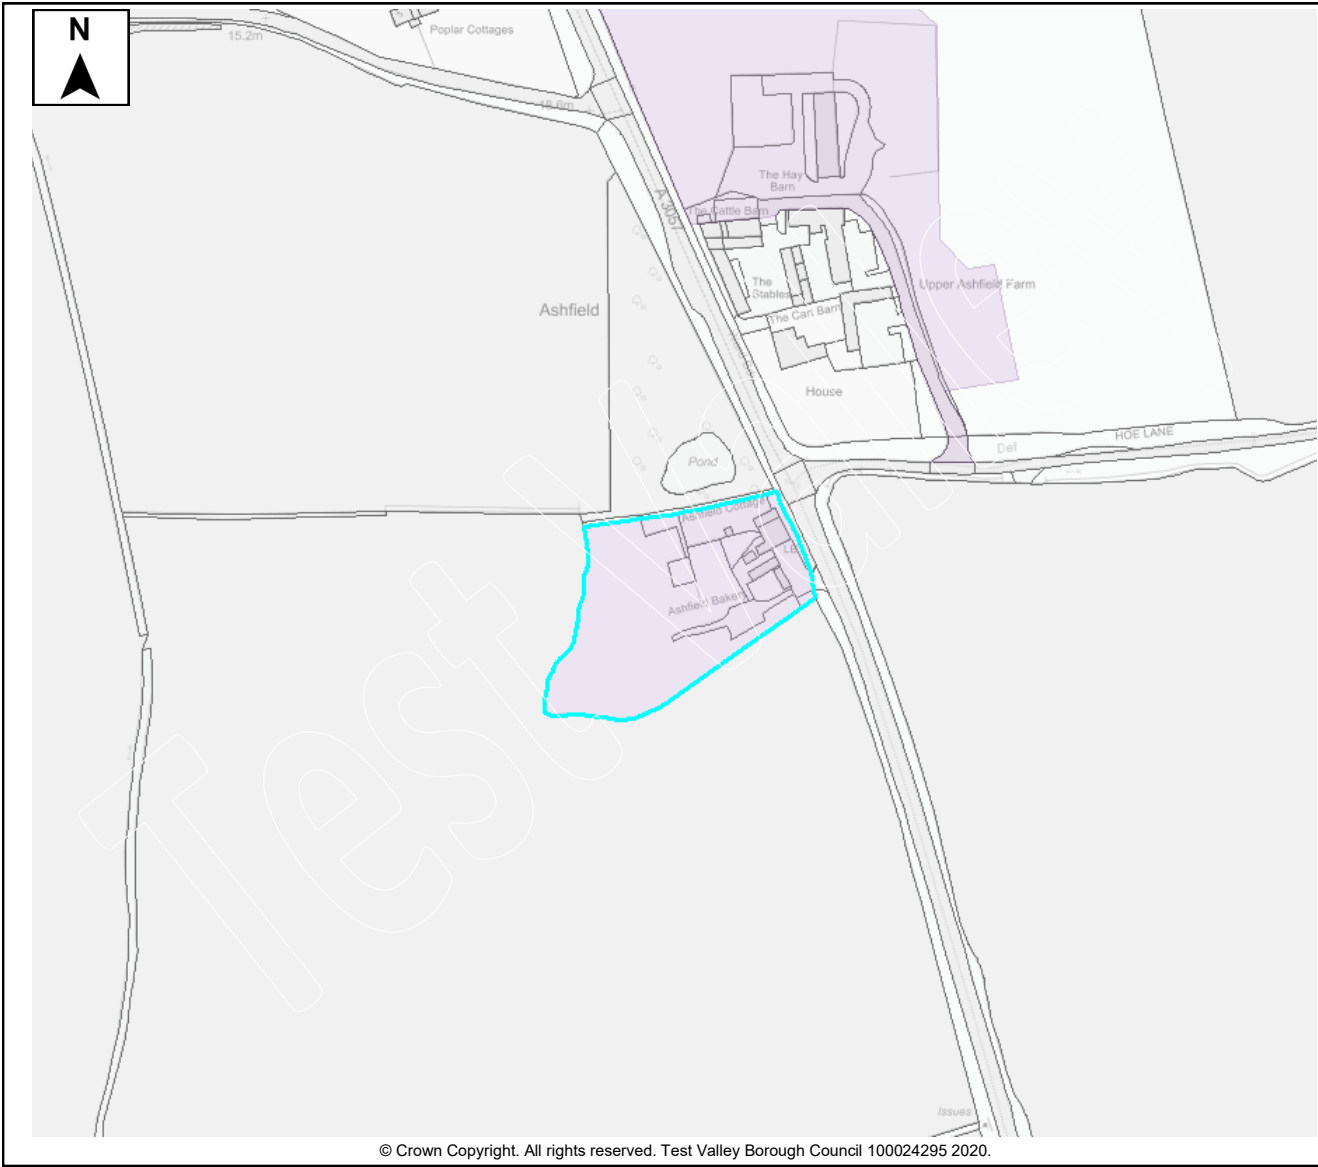 N
Poplar Cottages
15.2m
18.6m
The Hay
Barn
A 3057
The Cattle Barn
The
Stables
Upper Ashfield Farm
Ashfield
The Cart Barn
House
HOE LANE
Def
Pond
Ashfield Cottage
LB
Ashfield Bakery
Test Valley
Issues
© Crown Copyright. All rights reserved. Test Valley Borough Council 100024295 2020.